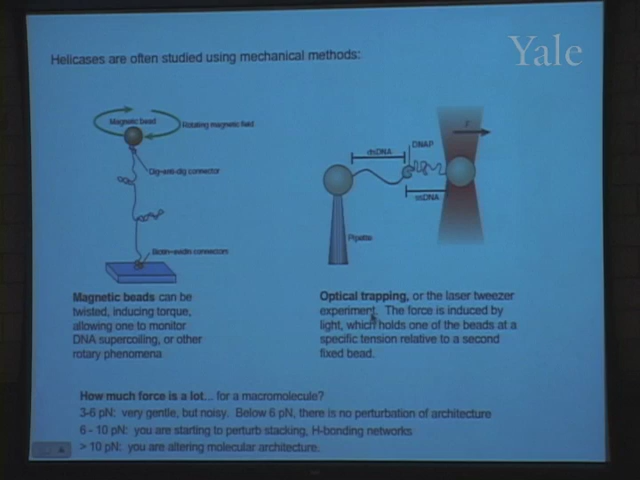 Yale
Helicases are often studied using mechanical methods:
Magnetic bead
Rotating magnetic field
Dig-anti-dig connector
Biotin-avidin connectors
dsDNA
DNAP
F
ssDNA
Pipette
Magnetic beads can be
twisted, inducing torque,
allowing one to monitor
DNA supercoiling, or other
rotary phenomena
Optical trapping, or the laser tweezer
experiment. The force is induced by
light, which holds one of the beads at a
specific tension relative to a second
fixed bead.
How much force is a lot... for a macromolecule?
3-6 pN: very gentle, but noisy. Below 6 pN, there is no perturbation of architecture
6 - 10 pN: you are starting to perturb stacking, H-bonding networks
> 10 pN: you are altering molecular architecture.